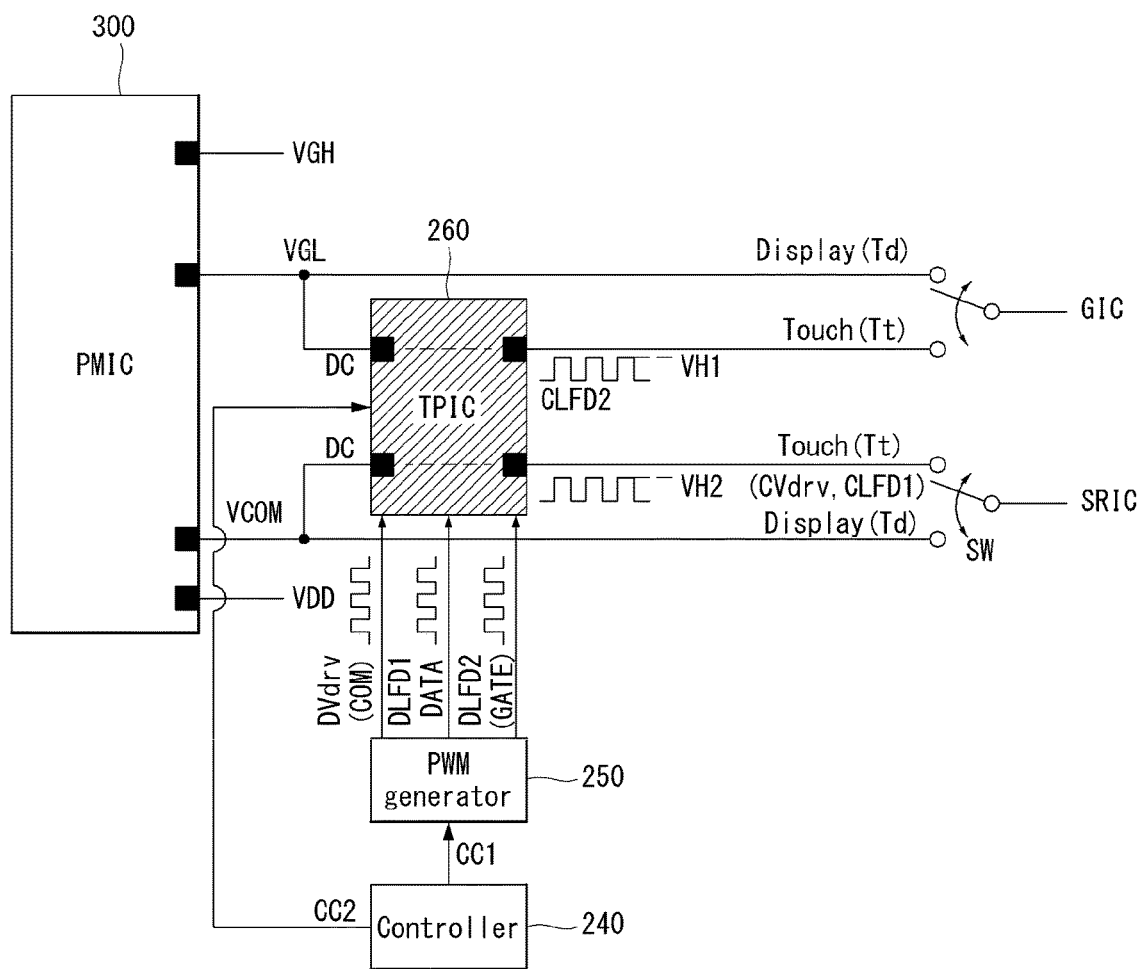 300
VGH
260
VGL
Display(Td)
GIC
PMIC
DC
Touch(Tt)
VH1
CLFD2
TPIC
DC
Touch(Tt)
VH2
(CVdrv, CLFD1)
SRIC
VCOM
Display(Td)
SW
VDD
DVdrv
(COM)
DLFD1
DATA
DLFD2
(GATE)
PWM
generator
250
CC1
CC2
Controller
240